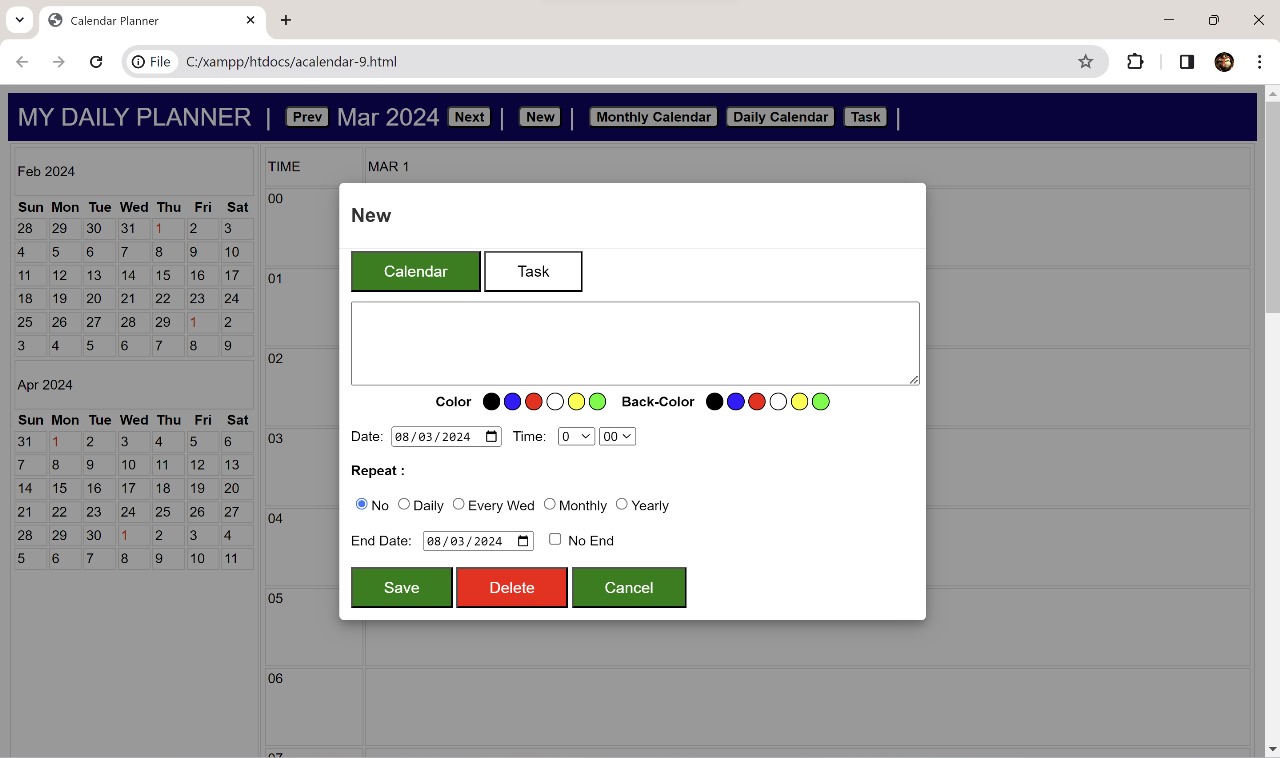 Calendar Planner
File C:/xampp/htdocs/acalendar-9.html
MY DAILY PLANNER | Prev Mar 2024 Next | New | Monthly Calendar Daily Calendar Task |
Feb 2024
Sun Mon Tue Wed Thu Fri Sat
28 29 30 31 1 2 3
4 5 6 7 8 9 10
11 12 13 14 15 16 17
18 19 20 21 22 23 24
25 26 27 28 29 1 2
3 4 5 6 7 8 9
Apr 2024
Sun Mon Tue Wed Thu Fri Sat
31 1 2 3 4 5 6
7 8 9 10 11 12 13
14 15 16 17 18 19 20
21 22 23 24 25 26 27
28 29 30 1 2 3 4
5 6 7 8 9 10 11
TIME MAR 1
00
01
02
03
04
05
06
07
New
Calendar Task
Color Back-Color
Date: 08/03/2024 Time: 0 00
Repeat :
No Daily Every Wed Monthly Yearly
End Date: 08/03/2024 No End
Save Delete Cancel